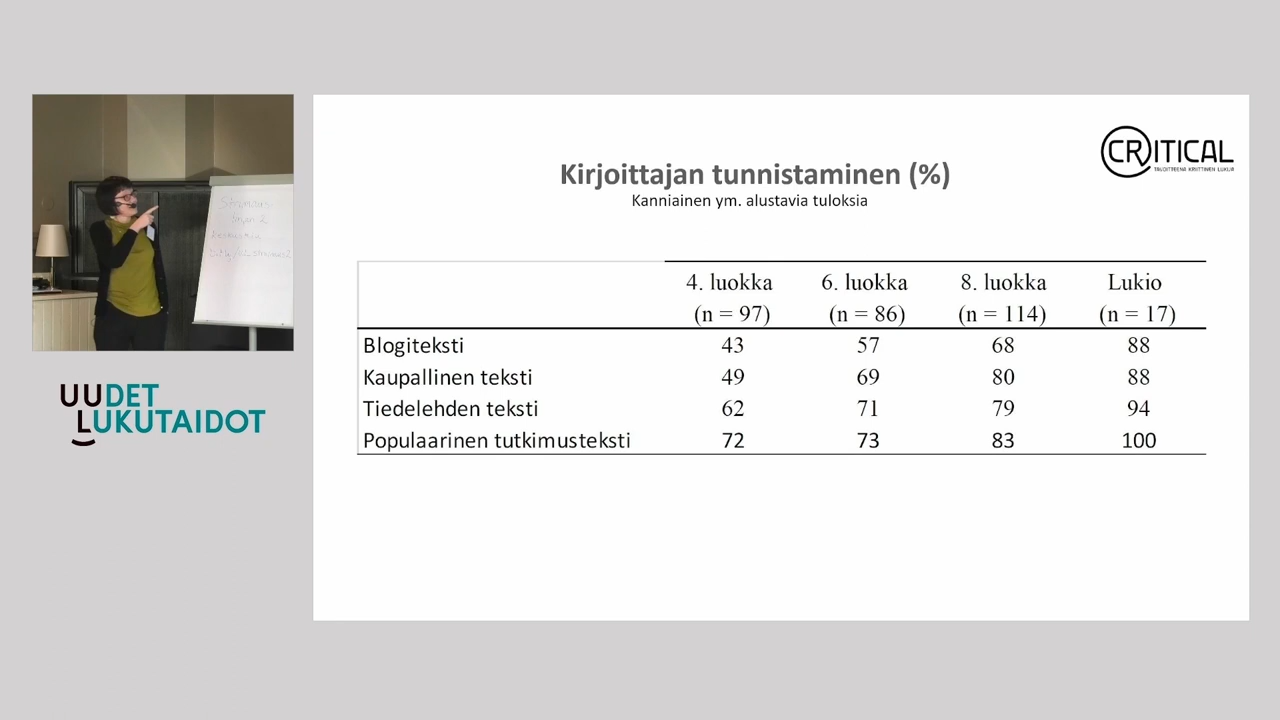 CRITICAL
Kirjoittajan tunnistaminen (%)
Kanniainen ym. alustavia tuloksia
4. luokka 6. luokka 8. luokka Lukio
(n = 97) (n = 86) (n = 114) (n = 17)
Blogiteksti 43 57 68 88
Kaupallinen teksti 49 69 80 88
Tiedelehden teksti 62 71 79 94
Populaarinen tutkimusteksti 72 73 83 100
UUDET
LUKUTAIDOT